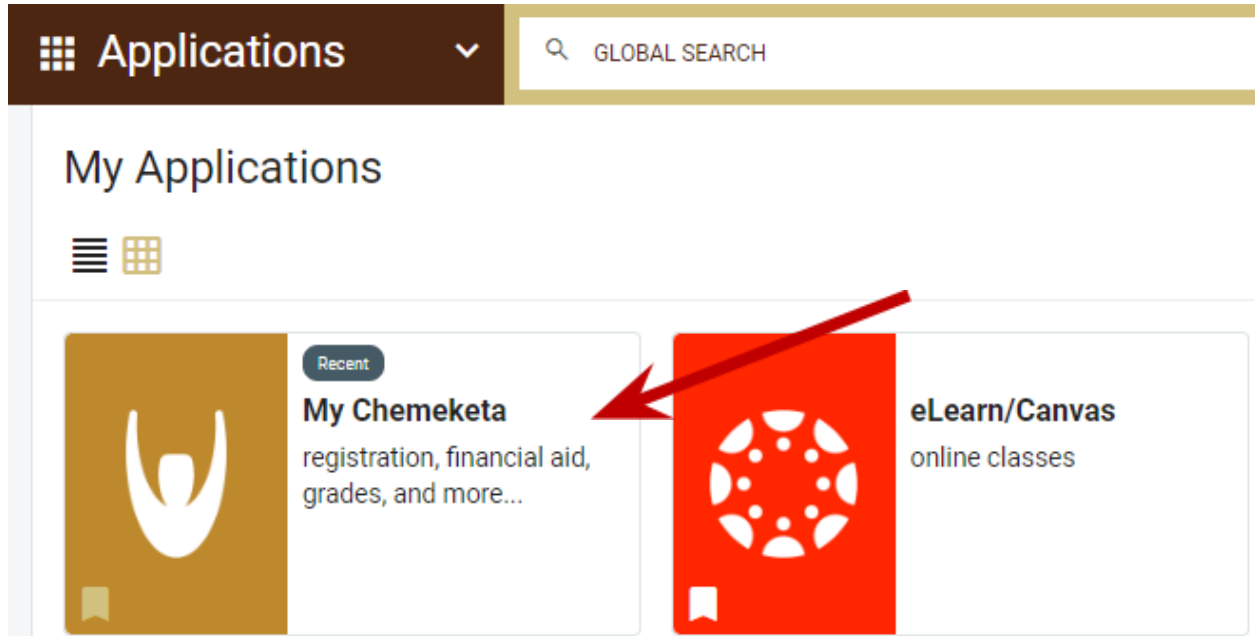 Applications
GLOBAL SEARCH
My Applications
Recent
My Chemeketa
registration, financial aid,
grades, and more...
eLearn/Canvas
online classes